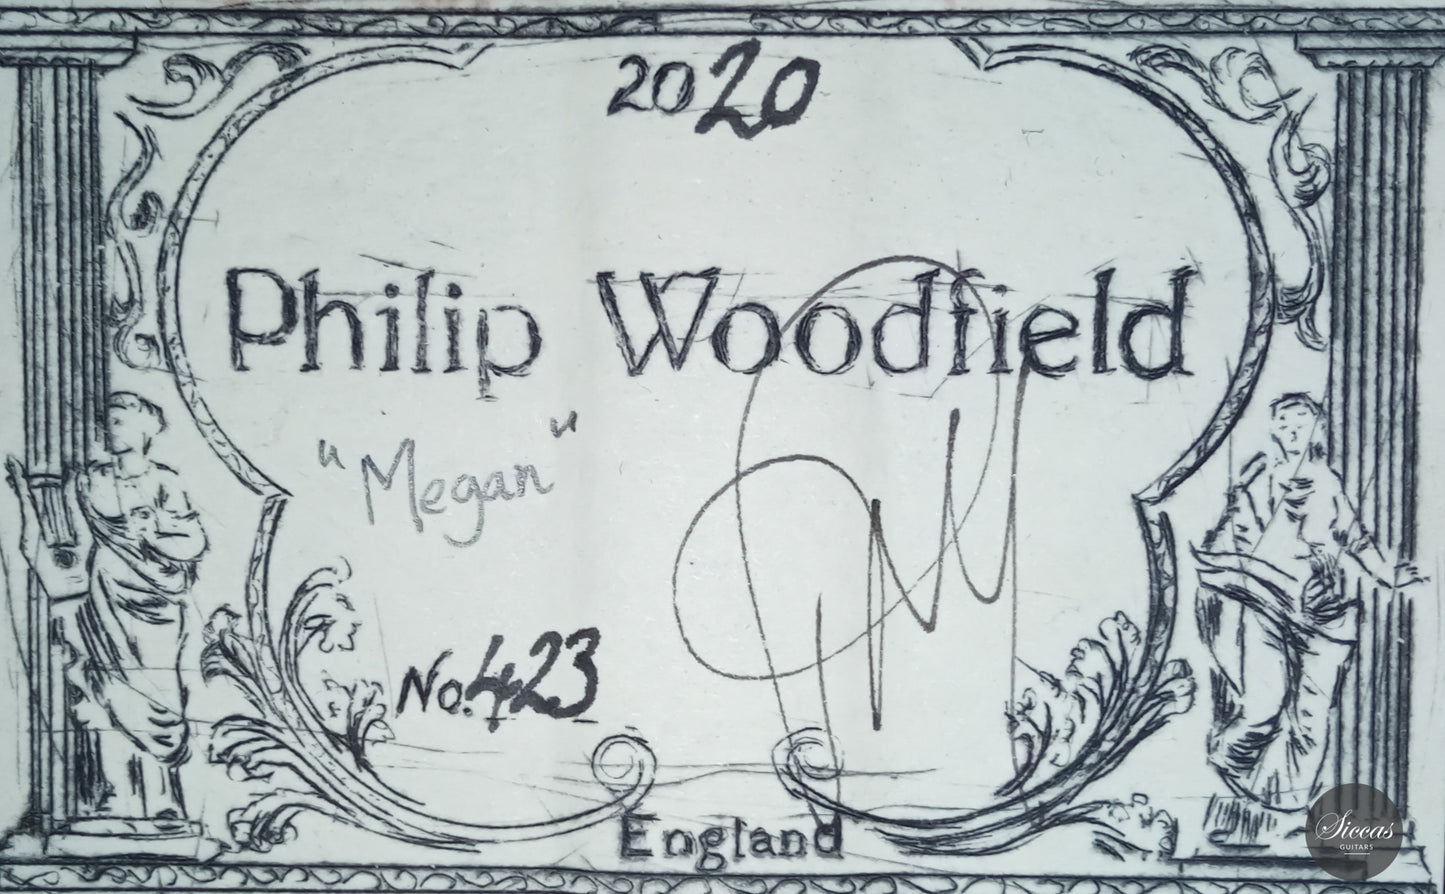 2020
Philip Woodfield
"Megan"
No. 423
England
Siccas
GUITARS